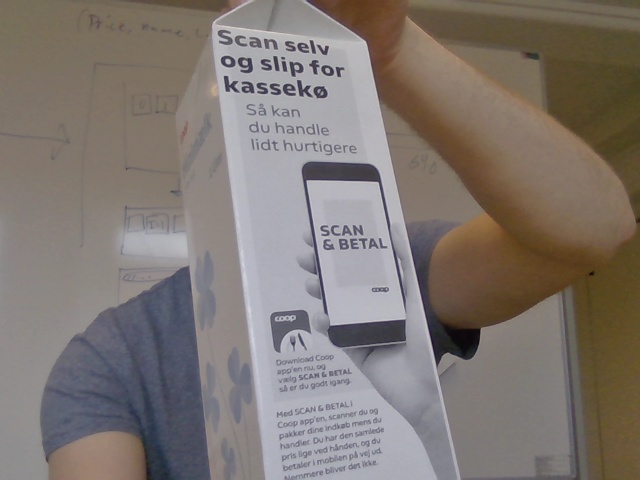 Scan selv
og slip for
kassekø
Så kan
du handle
lidt hurtigere
SCAN
& BETAL
coop
coop
Download Coop
app'en nu, og
vælg SCAN & BETAL
så er du godt igang.
Med SCAN & BETAL i
Coop app'en, scanner du og
pakker dine indkøb mens du
handler. Du har den samlede
pris lige ved hånden, og du
betaler i mobilen på vej ud.
Nemmere bliver det ikke.